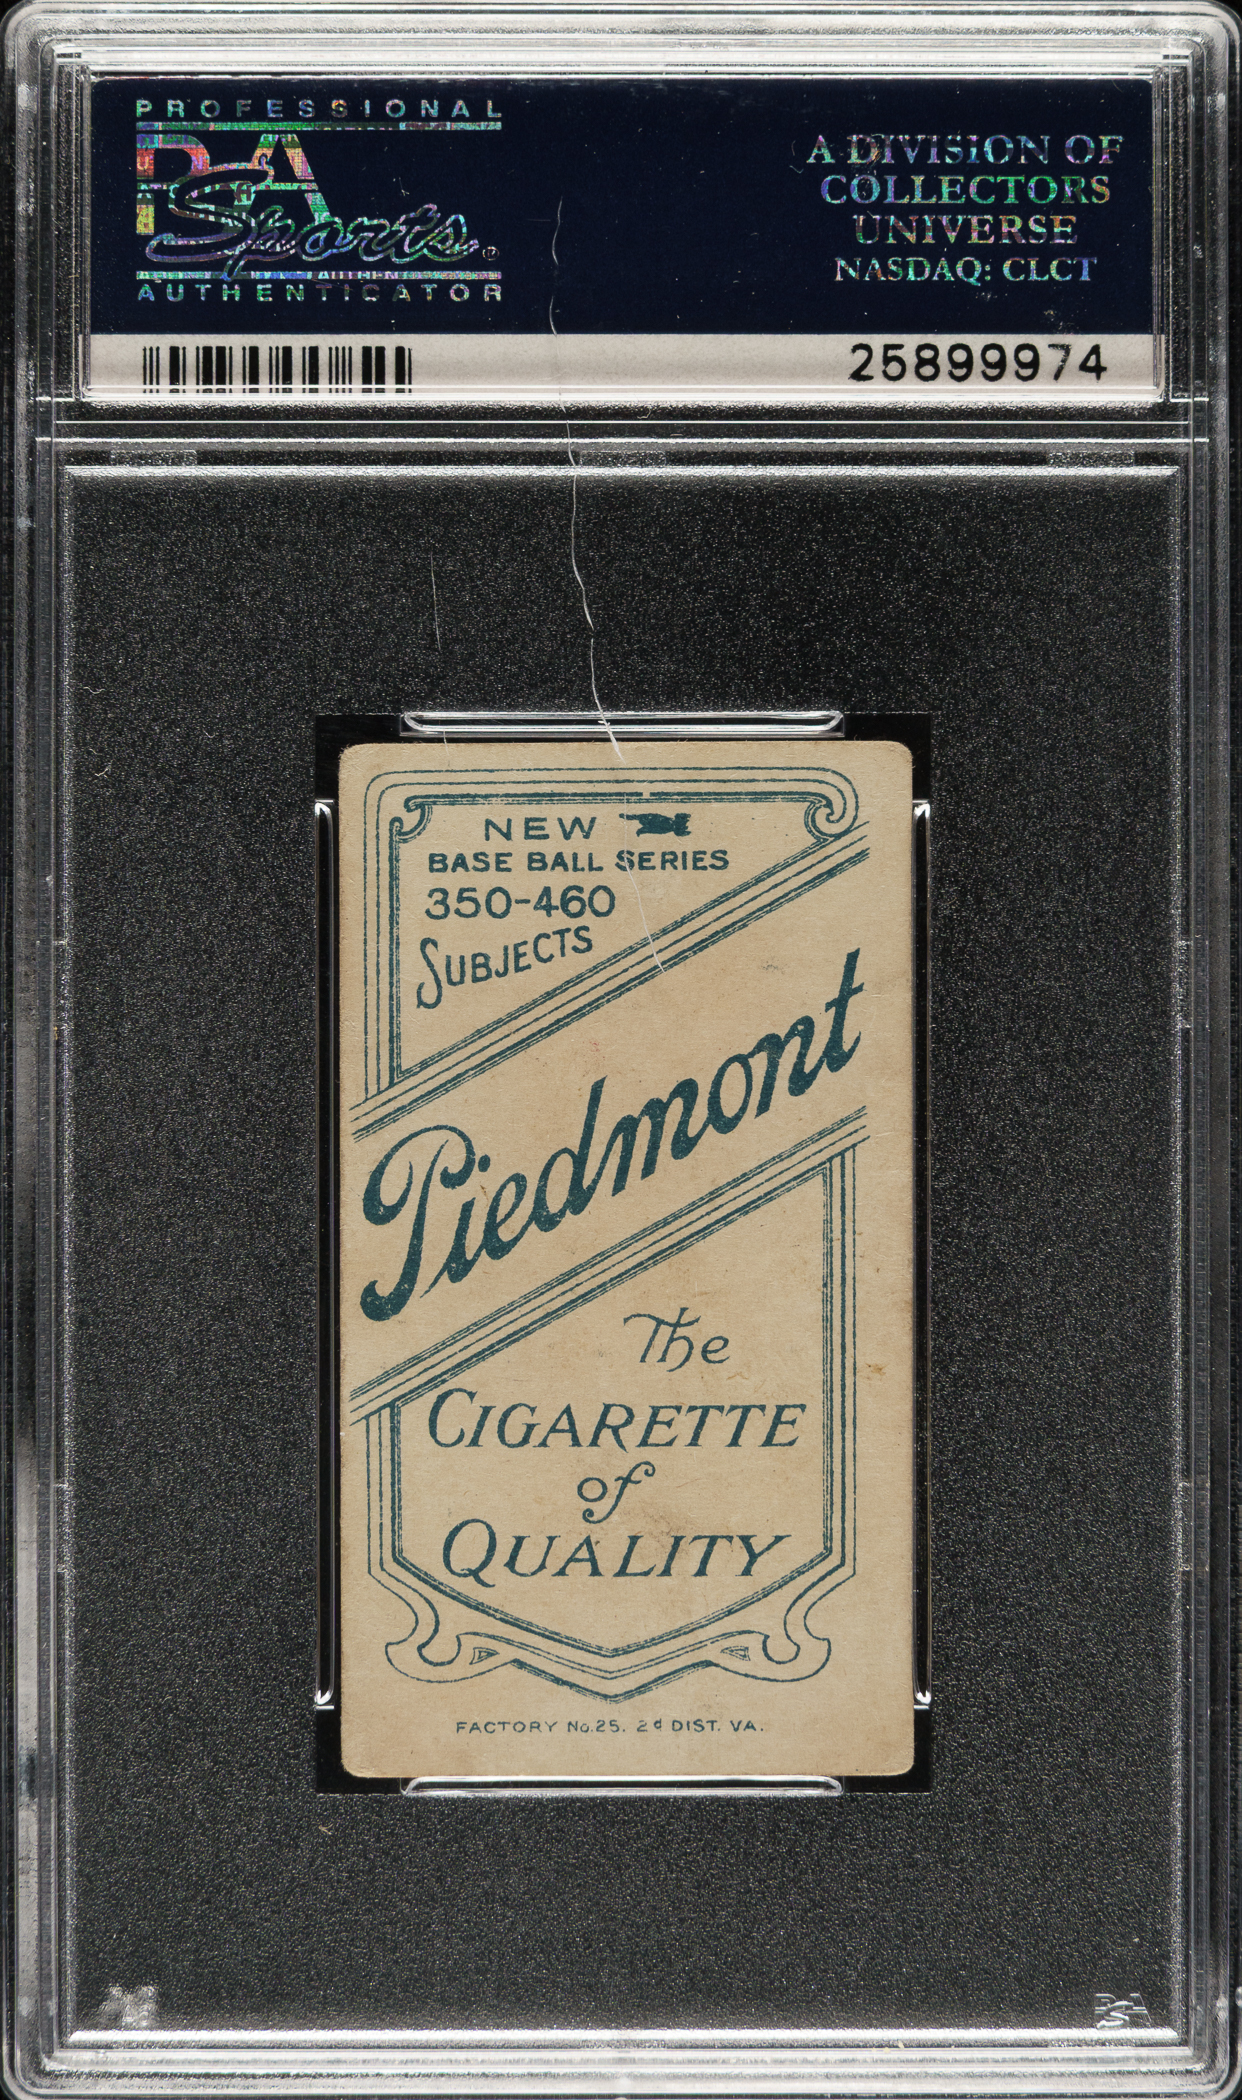 PROFESSIONAL
PSA
Sports®
AUTHENTICATOR
A DIVISION OF
COLLECTORS
UNIVERSE
NASDAQ: CLCT
25899974
NEW
BASE BALL SERIES
350-460
SUBJECTS
Piedmont
The
CIGARETTE
of
QUALITY
FACTORY No.25. 2d DIST. VA.
PSA